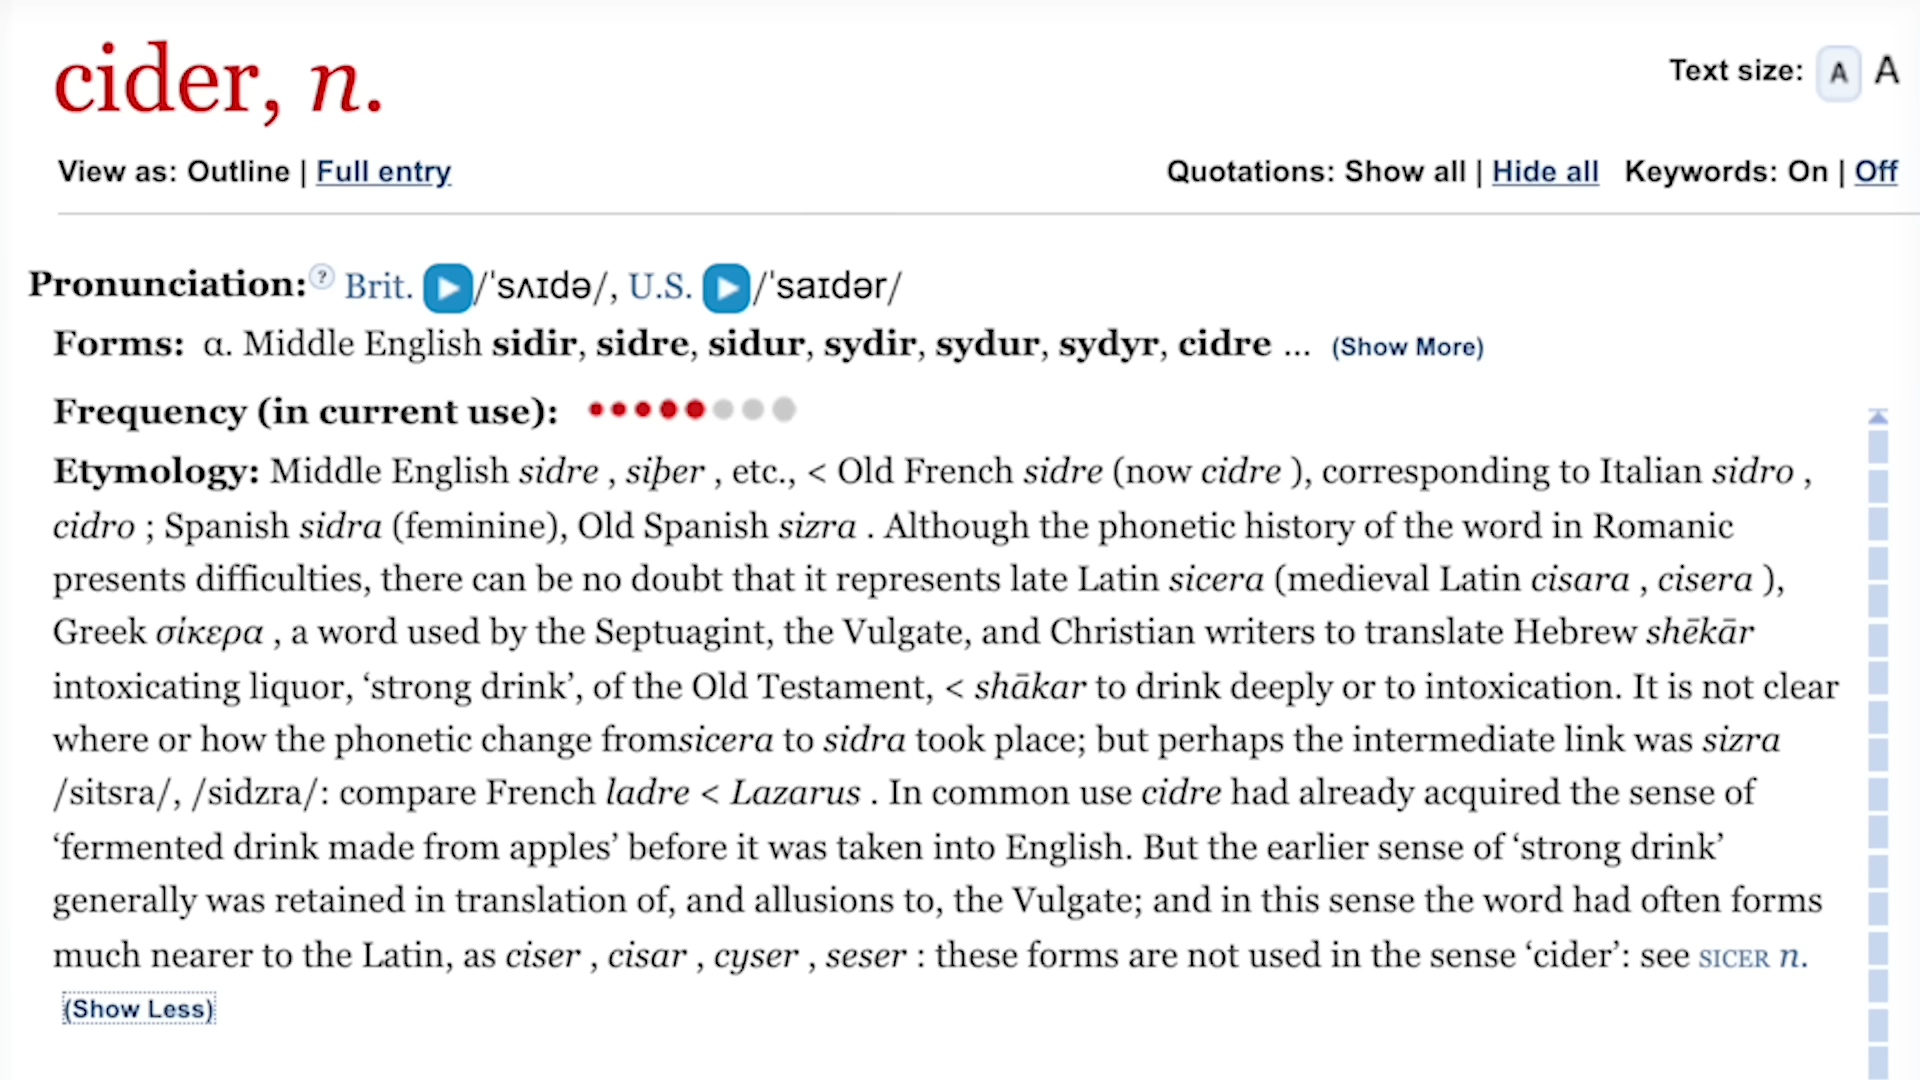 cider, n.
Text size: A A
View as: Outline | Full entry
Quotations: Show all | Hide all Keywords: On | Off
Pronunciation: ? Brit. /ˈsʌɪdə/, U.S. /ˈsaɪdər/
Forms: α. Middle English sidir, sidre, sidur, sydir, sydur, sydyr, cidre ... (Show More)
Frequency (in current use):
Etymology: Middle English sidre , siþer , etc., < Old French sidre (now cidre ), corresponding to Italian sidro ,
cidro ; Spanish sidra (feminine), Old Spanish sizra . Although the phonetic history of the word in Romanic
presents difficulties, there can be no doubt that it represents late Latin sicera (medieval Latin cisara , cisera ),
Greek σίκερα , a word used by the Septuagint, the Vulgate, and Christian writers to translate Hebrew shēkār
intoxicating liquor, ‘strong drink’, of the Old Testament, < shākar to drink deeply or to intoxication. It is not clear
where or how the phonetic change fromsicera to sidra took place; but perhaps the intermediate link was sizra
/sitsra/, /sidzra/: compare French ladre < Lazarus . In common use cidre had already acquired the sense of
‘fermented drink made from apples’ before it was taken into English. But the earlier sense of ‘strong drink’
generally was retained in translation of, and allusions to, the Vulgate; and in this sense the word had often forms
much nearer to the Latin, as ciser , cisar , cyser , seser : these forms are not used in the sense ‘cider’: see SICER n.
(Show Less)